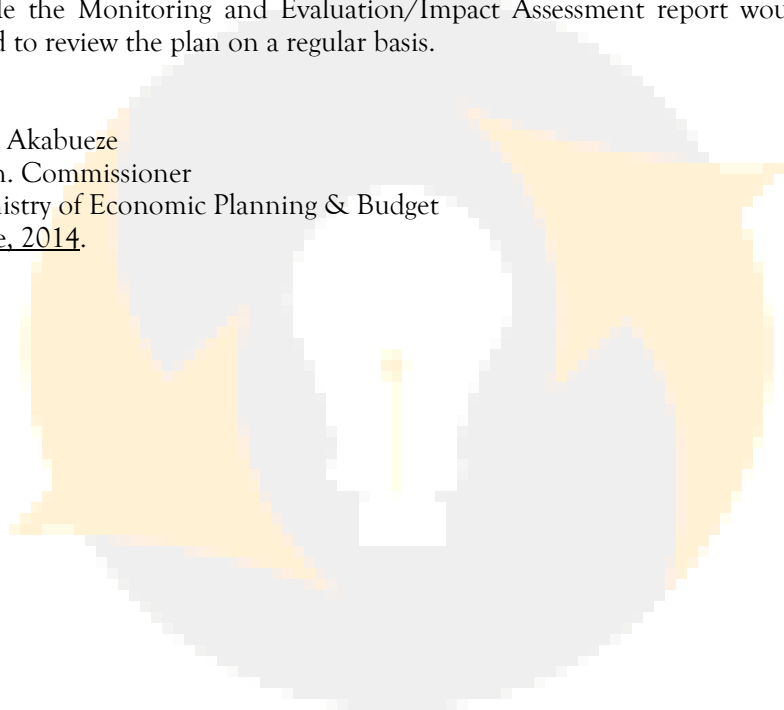 le the Monitoring and Evaluation/Impact Assessment report wou
d to review the plan on a regular basis.
Akabueze
n. Commissioner
nistry of Economic Planning & Budget
e, 2014.